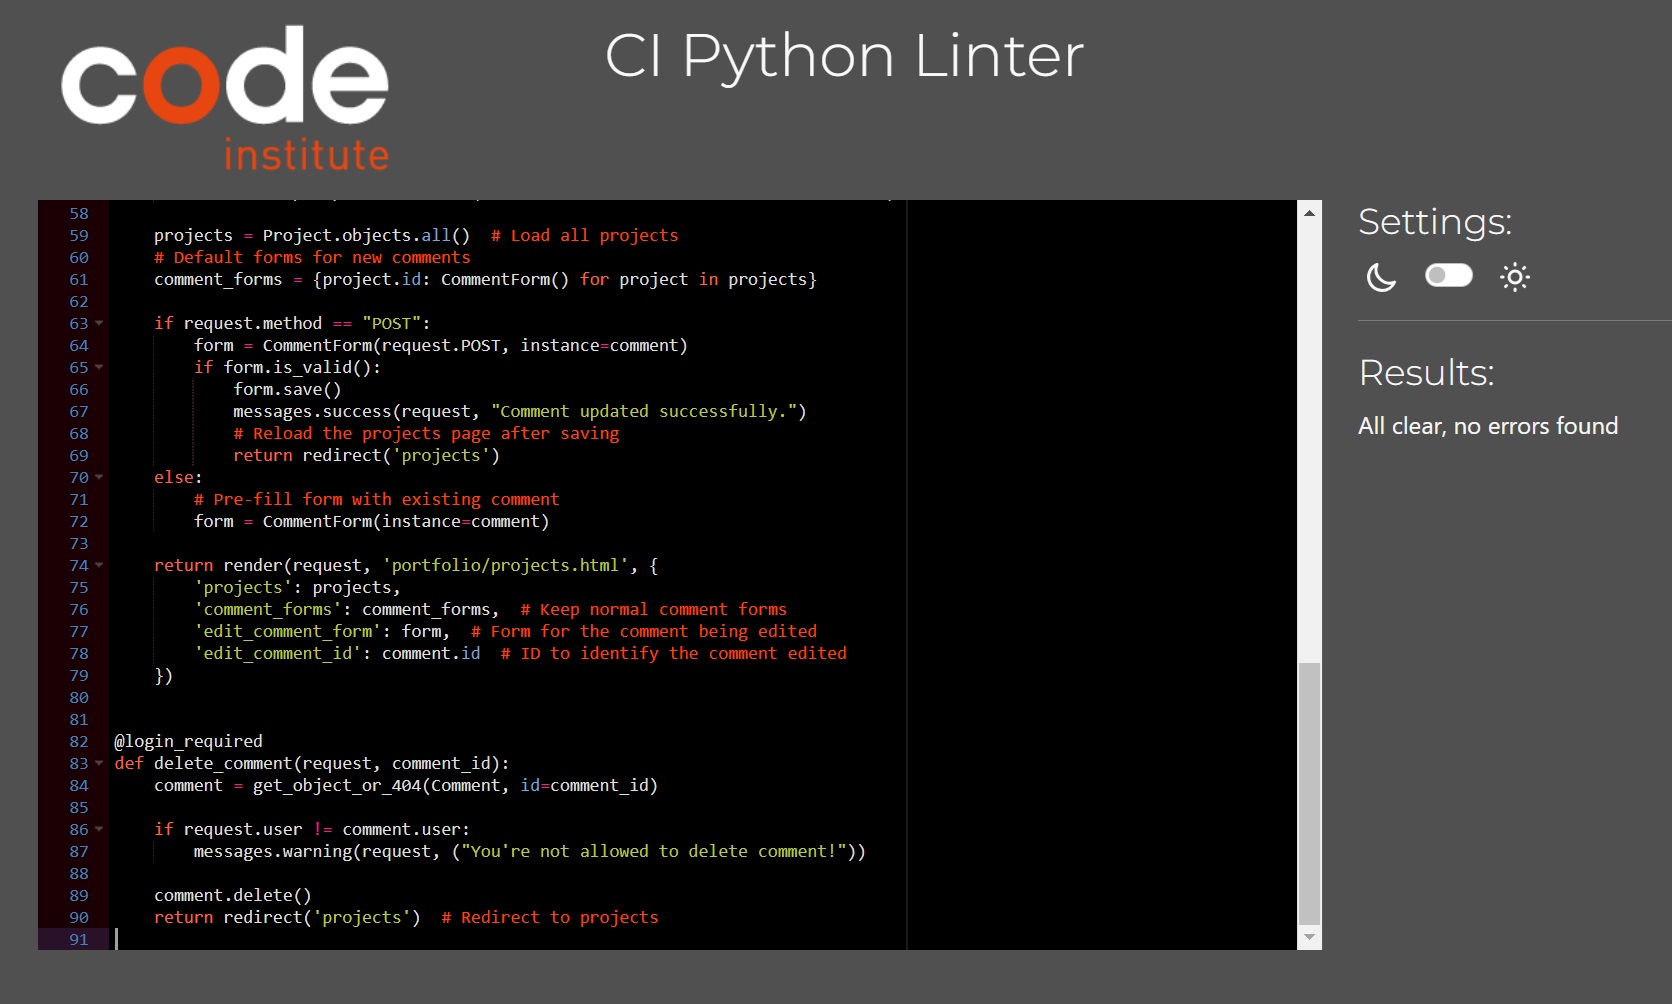 code
institute
CI Python Linter
58
59 projects = Project.objects.all()  # Load all projects
60 # Default forms for new comments
61 comment_forms = {project.id: CommentForm() for project in projects}
62
63 if request.method == "POST":
64 form = CommentForm(request.POST, instance=comment)
65 if form.is_valid():
66 form.save()
67 messages.success(request, "Comment updated successfully.")
68 # Reload the projects page after saving
69 return redirect('projects')
70 else:
71 # Pre-fill form with existing comment
72 form = CommentForm(instance=comment)
73
74 return render(request, 'portfolio/projects.html', {
75 'projects': projects,
76 'comment_forms': comment_forms,  # Keep normal comment forms
77 'edit_comment_form': form,  # Form for the comment being edited
78 'edit_comment_id': comment.id  # ID to identify the comment edited
79 })
80
81
82 @login_required
83 def delete_comment(request, comment_id):
84 comment = get_object_or_404(Comment, id=comment_id)
85
86 if request.user != comment.user:
87 messages.warning(request, ("You're not allowed to delete comment!"))
88
89 comment.delete()
90 return redirect('projects')  # Redirect to projects
91
Settings:
Results:
All clear, no errors found